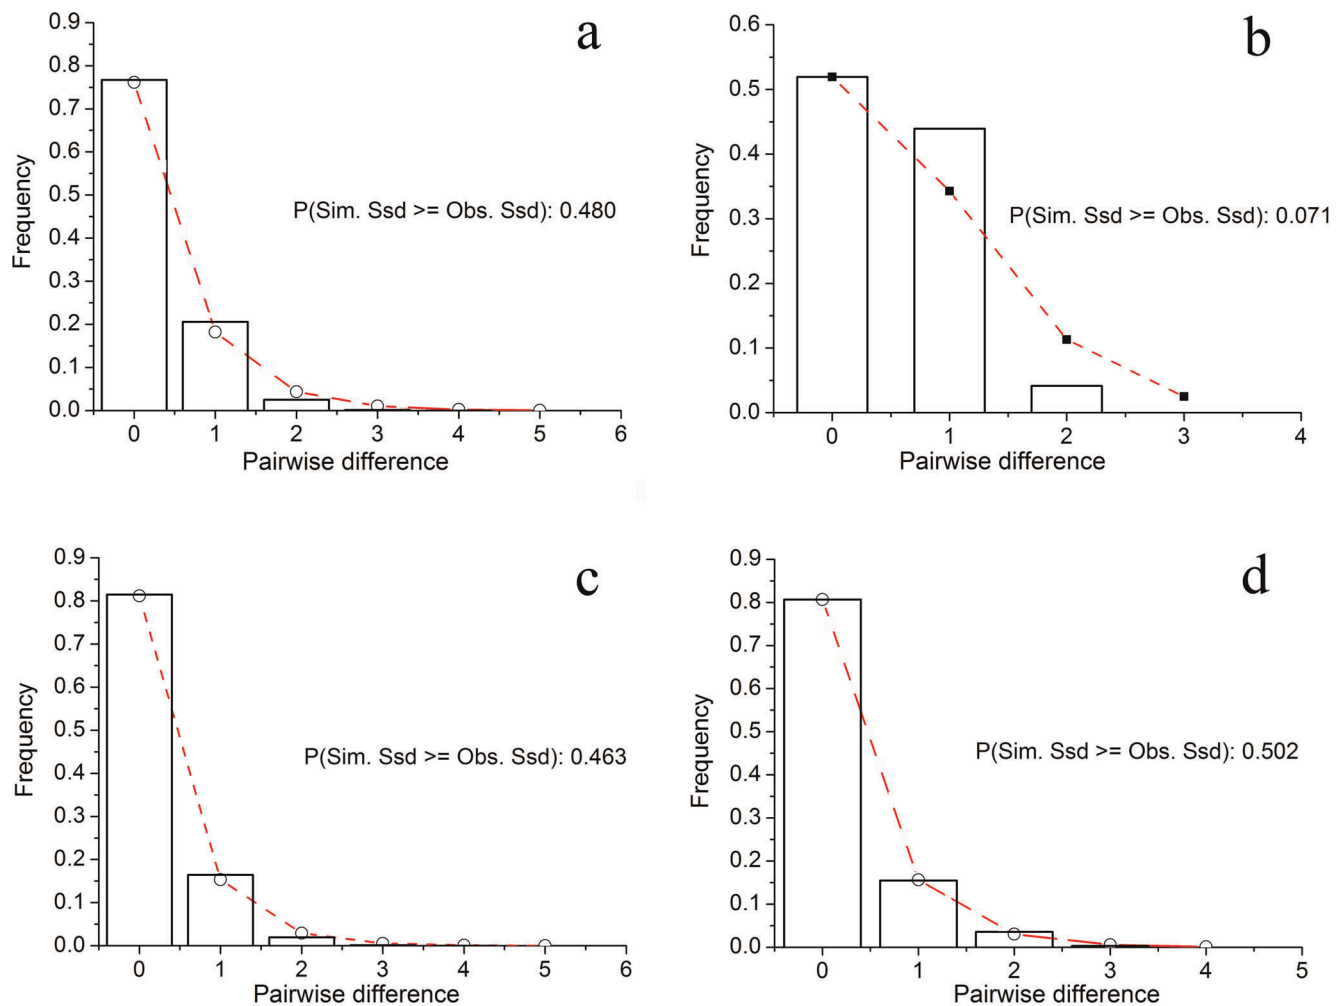 a
0.9
0.8
0.7
0.6
0.5
0.4
0.3
0.2
0.1
0.0
Frequency
P(Sim. Ssd >= Obs. Ssd): 0.480
0 1 2 3 4 5 6
Pairwise difference
b
0.6
0.5
0.4
0.3
0.2
0.1
0.0
Frequency
P(Sim. Ssd >= Obs. Ssd): 0.071
0 1 2 3 4
Pairwise difference
c
0.9
0.8
0.7
0.6
0.5
0.4
0.3
0.2
0.1
0.0
Frequency
P(Sim. Ssd >= Obs. Ssd): 0.463
0 1 2 3 4 5 6
Pairwise difference
d
0.9
0.8
0.7
0.6
0.5
0.4
0.3
0.2
0.1
0.0
Frequency
P(Sim. Ssd >= Obs. Ssd): 0.502
0 1 2 3 4 5
Pairwise difference